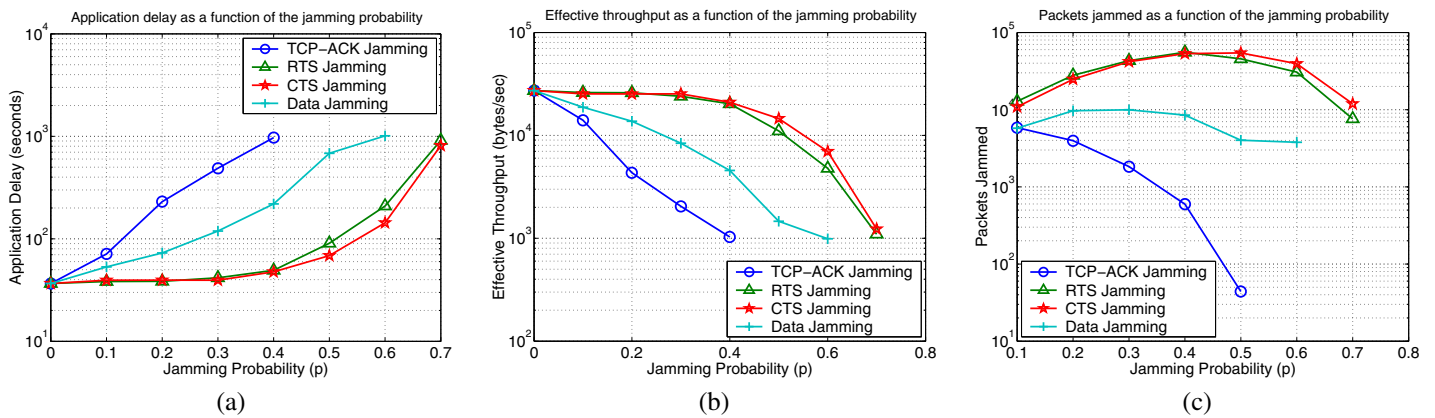 Application delay as a function of the jamming probability
10^4
10^3
10^2
10^1
Application Delay (seconds)
TCP-ACK Jamming
RTS Jamming
CTS Jamming
Data Jamming
0 0.1 0.2 0.3 0.4 0.5 0.6 0.7
Jamming Probability (p)
(a)
Effective throughput as a function of the jamming probability
10^5
10^4
10^3
10^2
Effective Throughput (bytes/sec)
TCP-ACK Jamming
RTS Jamming
CTS Jamming
Data Jamming
0 0.2 0.4 0.6 0.8
Jamming Probability (p)
(b)
Packets jammed as a function of the jamming probability
10^5
10^4
10^3
10^2
10^1
Packets Jammed
TCP-ACK Jamming
RTS Jamming
CTS Jamming
Data Jamming
0.1 0.2 0.3 0.4 0.5 0.6 0.7 0.8
Jamming Probability (p)
(c)